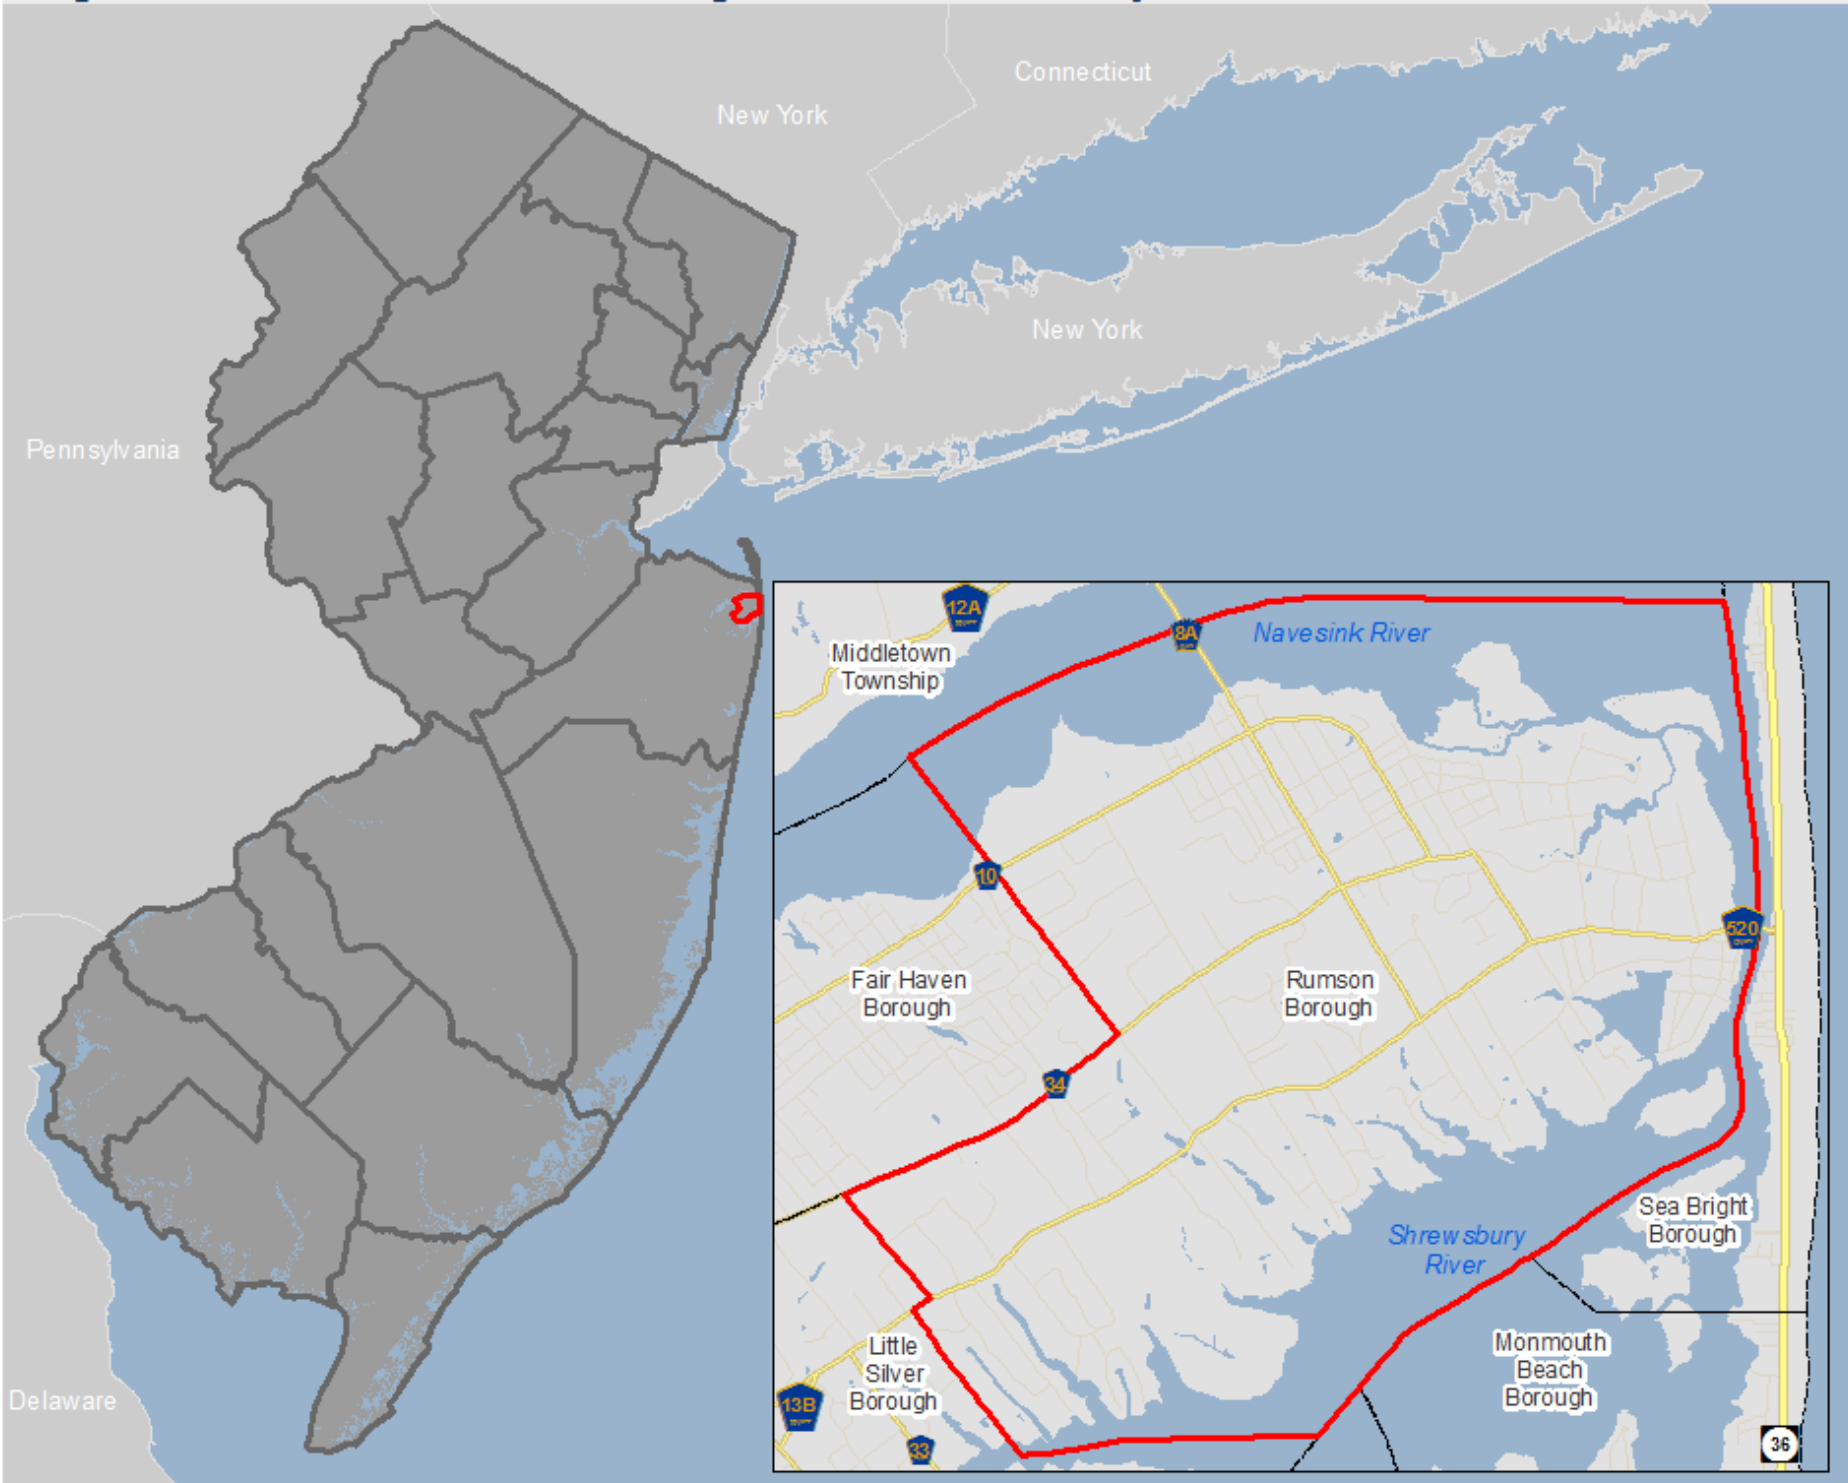 Connecticut
New York
New York
Pennsylvania
Delaware
12A
8A
Navesink River
Middletown
Township
10
520
Fair Haven
Borough
Rumson
Borough
34
Sea Bright
Borough
Shrewsbury
River
Little
Silver
Borough
Monmouth
Beach
Borough
13B
33
36